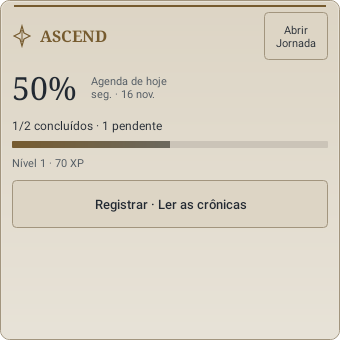 ASCEND
Abrir
Jornada
50%
Agenda de hoje
seg. · 16 nov.
1/2 concluídos · 1 pendente
Nível 1 · 70 XP
Registrar · Ler as crônicas